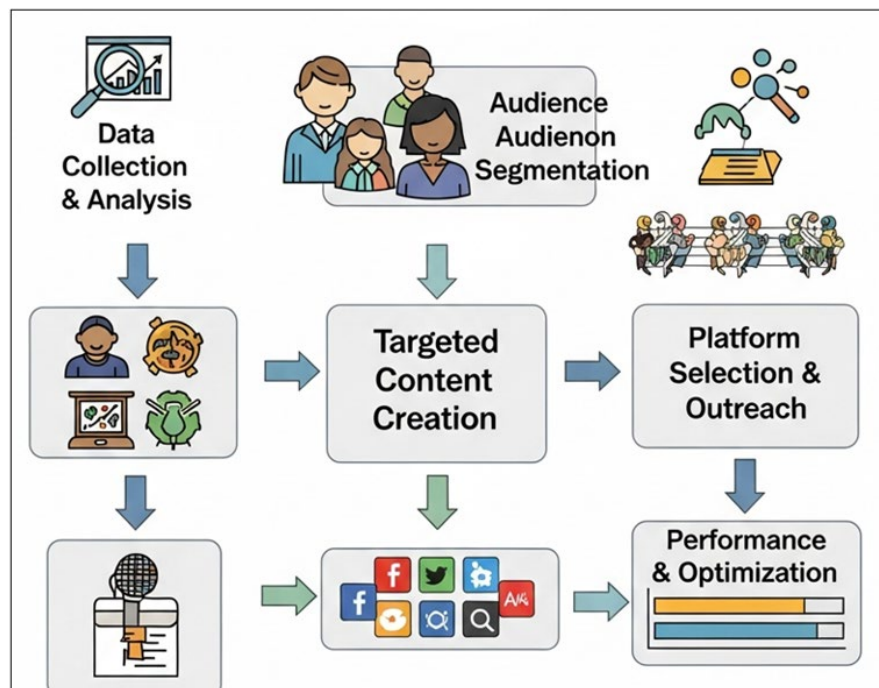 Data
Collection
& Analysis
Audience
Audienon
Segmentation
Targeted
Content
Creation
Platform
Selection &
Outreach
Performance
& Optimization